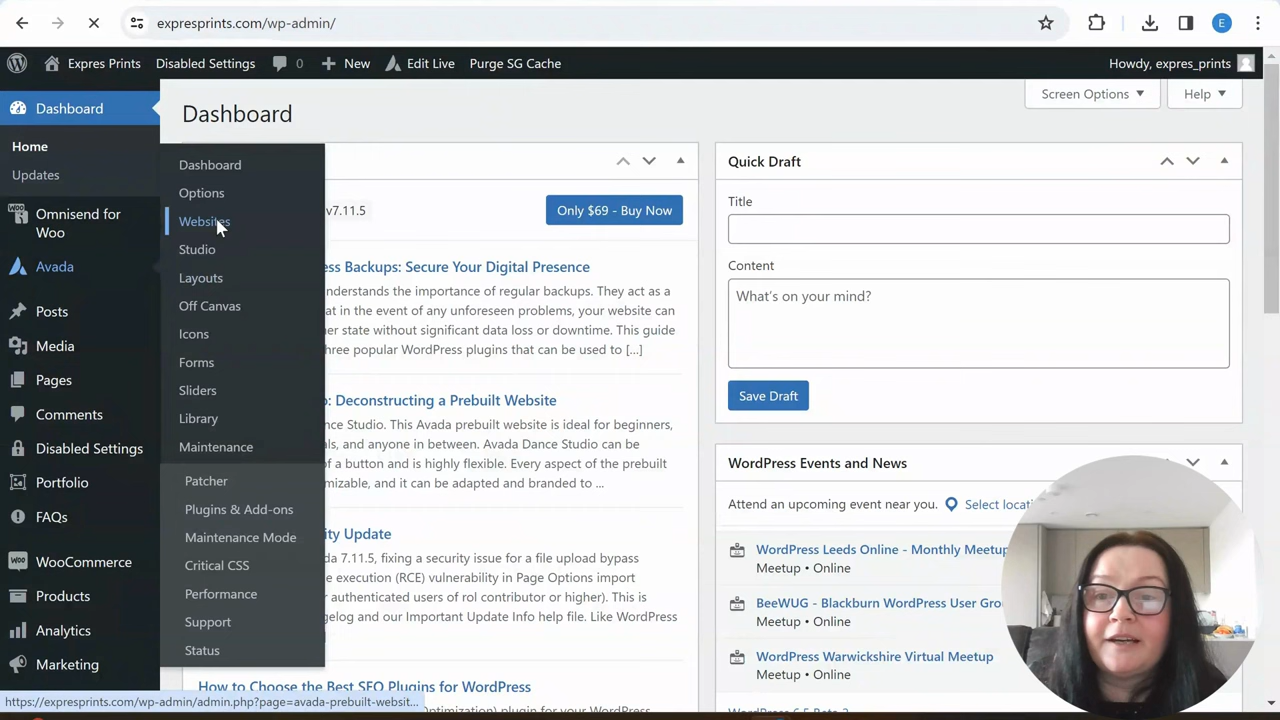 expresprints.com/wp-admin/
E
Expres Prints
Disabled Settings
0
New
Edit Live
Purge SG Cache
Howdy, expres_prints
Dashboard
Home
Updates
Omnisend for
Woo
Avada
Posts
Media
Pages
Comments
Disabled Settings
Portfolio
FAQs
WooCommerce
Products
Analytics
Marketing
Dashboard
Options
Websites
Studio
Layouts
Off Canvas
Icons
Forms
Sliders
Library
Maintenance
Patcher
Plugins & Add-ons
Maintenance Mode
Critical CSS
Performance
Support
Status
Dashboard
Screen Options
Help
v7.11.5
Only $69 - Buy Now
ess Backups: Secure Your Digital Presence
understands the importance of regular backups. They act as a
at in the event of any unforeseen problems, your website can
er state without significant data loss or downtime. This guide
hree popular WordPress plugins that can be used to […]
o: Deconstructing a Prebuilt Website
nce Studio. This Avada prebuilt website is ideal for beginners,
ls, and anyone in between. Avada Dance Studio can be
of a button and is highly flexible. Every aspect of the prebuilt
mizable, and it can be adapted and branded to ...
ity Update
a 7.11.5, fixing a security issue for a file upload bypass
e execution (RCE) vulnerability in Page Options import
authenticated users of rol contributor or higher). This is
gelog and our Important Update Info help file. Like WordPress
How to Choose the Best SEO Plugins for WordPress
Optimization) plugin for your WordPress
Quick Draft
Title
Content
What's on your mind?
Save Draft
WordPress Events and News
Attend an upcoming event near you.
Select locati
WordPress Leeds Online - Monthly Meetup
Meetup • Online
BeeWUG - Blackburn WordPress User Gro
Meetup • Online
WordPress Warwickshire Virtual Meetup
Meetup • Online
https://expresprints.com/wp-admin/admin.php?page=avada-prebuilt-websit...